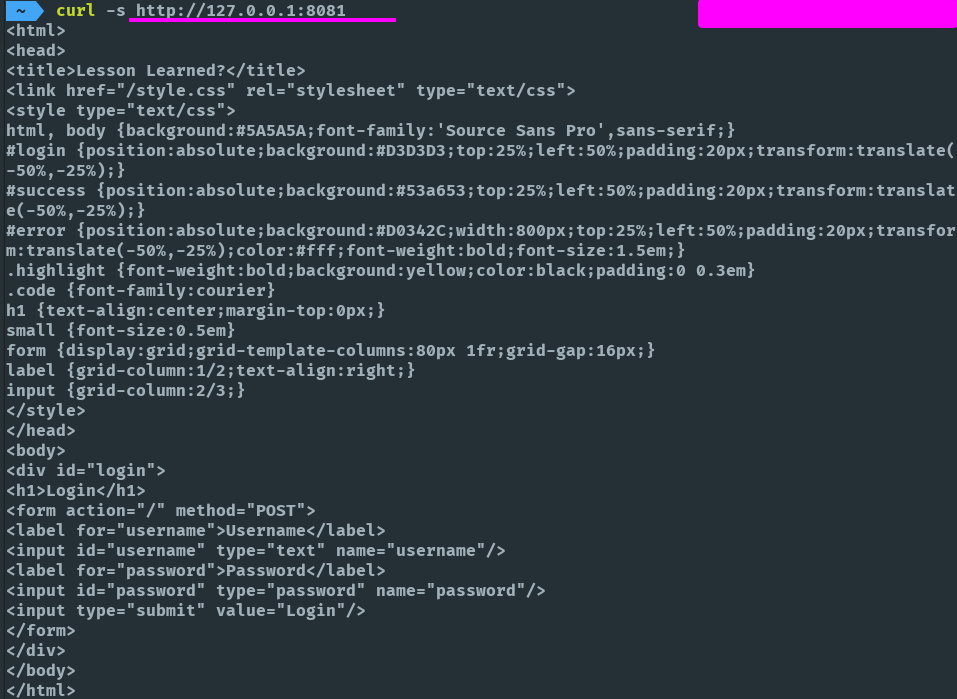 ~ curl -s http://127.0.0.1:8081
<html>
<head>
<title>Lesson Learned?</title>
<link href="/style.css" rel="stylesheet" type="text/css">
<style type="text/css">
html, body {background:#5A5A5A;font-family:'Source Sans Pro',sans-serif;}
#login {position:absolute;background:#D3D3D3;top:25%;left:50%;padding:20px;transform:translate(
-50%,-25%);}
#success {position:absolute;background:#53a653;top:25%;left:50%;padding:20px;transform:translat
e(-50%,-25%);}
#error {position:absolute;background:#D0342C;width:800px;top:25%;left:50%;padding:20px;transfor
m:translate(-50%,-25%);color:#fff;font-weight:bold;font-size:1.5em;}
.highlight {font-weight:bold;background:yellow;color:black;padding:0 0.3em}
.code {font-family:courier}
h1 {text-align:center;margin-top:0px;}
small {font-size:0.5em}
form {display:grid;grid-template-columns:80px 1fr;grid-gap:16px;}
label {grid-column:1/2;text-align:right;}
input {grid-column:2/3;}
</style>
</head>
<body>
<div id="login">
<h1>Login</h1>
<form action="/" method="POST">
<label for="username">Username</label>
<input id="username" type="text" name="username"/>
<label for="password">Password</label>
<input id="password" type="password" name="password"/>
<input type="submit" value="Login"/>
</form>
</div>
</body>
</html>